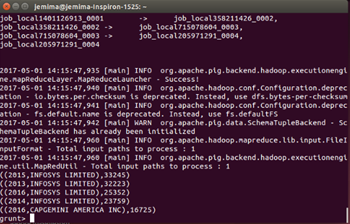 jemima@jemima-Inspiron-1525: ~
job_local1401126913_0001 -> job_local358211426_0002,
job_local358211426_0002 -> job_local715078604_0003,
job_local715078604_0003 -> job_local205971291_0004,
job_local205971291_0004
2017-05-01 14:15:47,935 [main] INFO org.apache.pig.backend.hadoop.executionengi
ne.mapReduceLayer.MapReduceLauncher - Success!
2017-05-01 14:15:47,940 [main] INFO org.apache.hadoop.conf.Configuration.deprec
ation - io.bytes.per.checksum is deprecated. Instead, use dfs.bytes-per-checksum
2017-05-01 14:15:47,941 [main] INFO org.apache.hadoop.conf.Configuration.deprec
ation - fs.default.name is deprecated. Instead, use fs.defaultFS
2017-05-01 14:15:47,942 [main] WARN org.apache.pig.data.SchemaTupleBackend - Sc
hemaTupleBackend has already been initialized
2017-05-01 14:15:47,960 [main] INFO org.apache.hadoop.mapreduce.lib.input.FileI
nputFormat - Total input paths to process : 1
2017-05-01 14:15:47,960 [main] INFO org.apache.pig.backend.hadoop.executionengi
ne.util.MapRedUtil - Total input paths to process : 1
((2015,INFOSYS LIMITED),33245)
((2013,INFOSYS LIMITED),32223)
((2016,INFOSYS LIMITED),25352)
((2014,INFOSYS LIMITED),23759)
((2016,CAPGEMINI AMERICA INC),16725)
grunt>